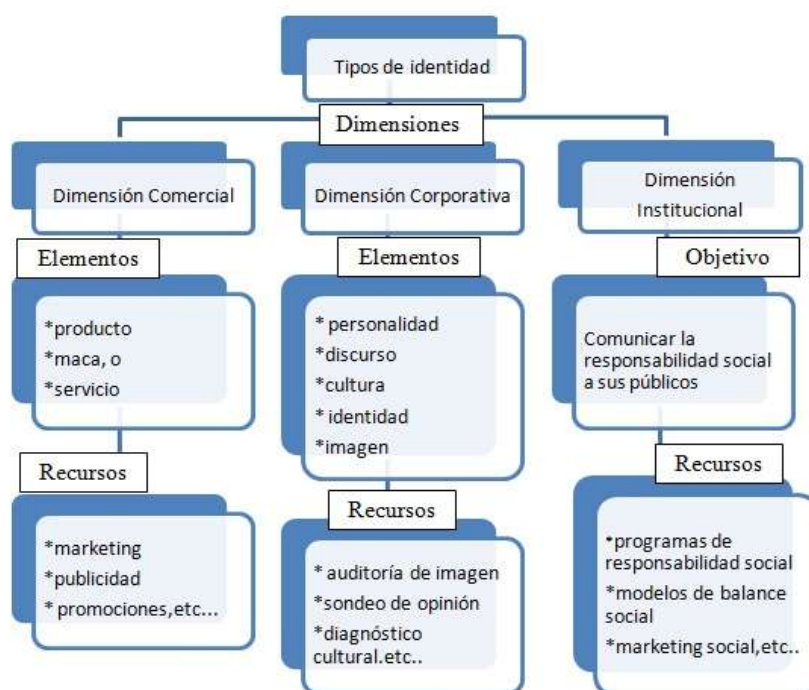 Tipos de identidad
Dimensiones
Dimensión Comercial
Elementos
*producto
*maca, o
*servicio
Recursos
*marketing
*publicidad
* promociones,etc...
Dimensión Corporativa
Elementos
* personalidad
*discurso
*cultura
* identidad
*imagen
Recursos
* auditoría de imagen
*sondeo de opinión
*diagnóstico
cultural.etc..
Dimensión
Institucional
Objetivo
Comunicar la
responsabilidad social
a sus públicos
Recursos
*programas de
responsabilidad social
*modelos de balance
social
*marketing social,etc..